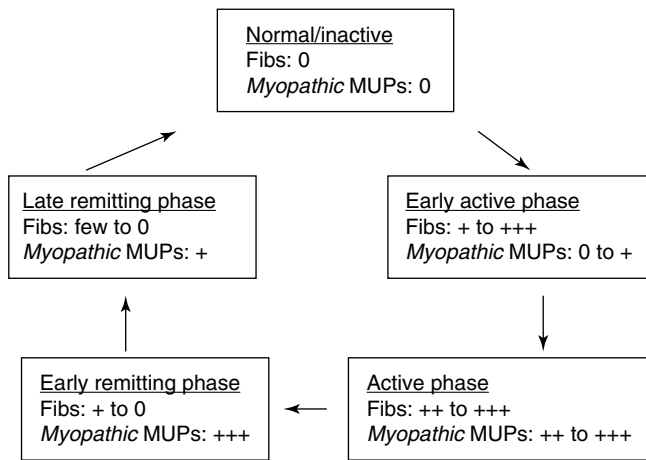 Normal/inactive
Fibs: 0
Myopathic MUPs: 0
Early active phase
Fibs: + to +++
Myopathic MUPs: 0 to +
Active phase
Fibs: ++ to +++
Myopathic MUPs: ++ to +++
Early remitting phase
Fibs: + to 0
Myopathic MUPs: +++
Late remitting phase
Fibs: few to 0
Myopathic MUPs: +